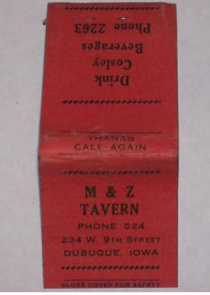 Drink
Cosley
Beverages
Phone 2263
THANKS
CALL AGAIN
M & Z
TAVERN
PHONE 524
234 W. 9TH STREET
DUBUQUE, IOWA
CLOSE COVER FOR SAFETY